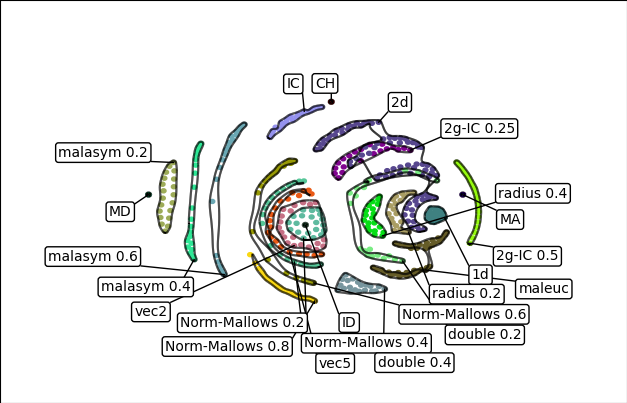 IC
CH
2d
2g-IC 0.25
malasym 0.2
radius 0.4
MD
MA
malasym 0.6
2g-IC 0.5
malasym 0.4
1d
maleuc
radius 0.2
vec2
Norm-Mallows 0.6
Norm-Mallows 0.2
ID
double 0.2
Norm-Mallows 0.8
Norm-Mallows 0.4
vec5
double 0.4